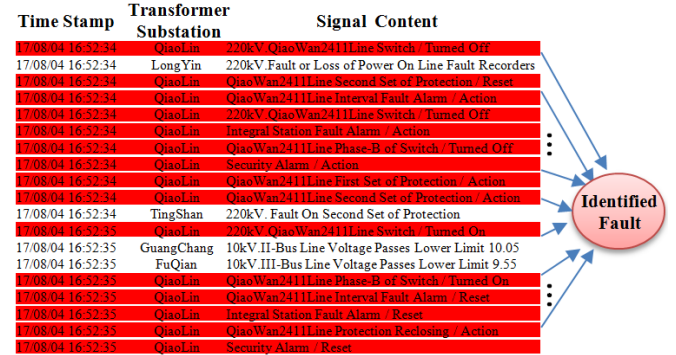 Time Stamp Transformer Substation Signal Content
17/08/04 16:52:34 QiaoLin 220kV.QiaoWan2411Line Switch / Turned Off
17/08/04 16:52:34 LongYin 220kV.Fault or Loss of Power On Line Fault Recorders
17/08/04 16:52:34 QiaoLin QiaoWan2411Line Second Set of Protection / Reset
17/08/04 16:52:34 QiaoLin QiaoWan2411Line Interval Fault Alarm / Action
17/08/04 16:52:34 QiaoLin 220kV.QiaoWan2411Line Switch / Turned Off
17/08/04 16:52:34 QiaoLin Integral Station Fault Alarm / Action
17/08/04 16:52:34 QiaoLin QiaoWan2411Line Phase-B of Switch / Turned Off
17/08/04 16:52:34 QiaoLin Security Alarm / Action
17/08/04 16:52:34 QiaoLin QiaoWan2411Line First Set of Protection / Action
17/08/04 16:52:34 QiaoLin QiaoWan2411Line Second Set of Protection / Action
17/08/04 16:52:34 TingShan 220kV. Fault On Second Set of Protection
17/08/04 16:52:35 QiaoLin 220kV.QiaoWan2411Line Switch / Turned On
17/08/04 16:52:35 GuangChang 10kV.II-Bus Line Voltage Passes Lower Limit 10.05
17/08/04 16:52:35 FuQian 10kV.III-Bus Line Voltage Passes Lower Limit 9.55
17/08/04 16:52:35 QiaoLin QiaoWan2411Line Phase-B of Switch / Turned On
17/08/04 16:52:35 QiaoLin QiaoWan2411Line Interval Fault Alarm / Reset
17/08/04 16:52:35 QiaoLin Integral Station Fault Alarm / Reset
17/08/04 16:52:35 QiaoLin QiaoWan2411Line Protection Reclosing / Action
17/08/04 16:52:35 QiaoLin Security Alarm / Reset
Identified
Fault